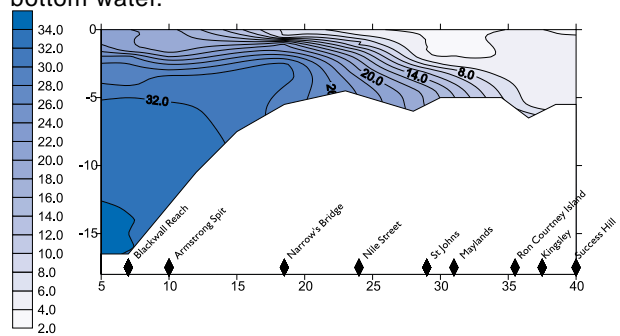 bottom water.
34.0
32.0
30.0
28.0
26.0
24.0
22.0
20.0
18.0
16.0
14.0
12.0
10.0
8.0
6.0
4.0
2.0
0
-5
-10
-15
32.0
20.0
14.0
8.0
Blackwall Reach
Armstrong Spit
Narrow's Bridge
Nile Street
St Johns
Maylands
Ron Courtney Island
Kingsley
Success Hill
5 10 15 20 25 30 35 40